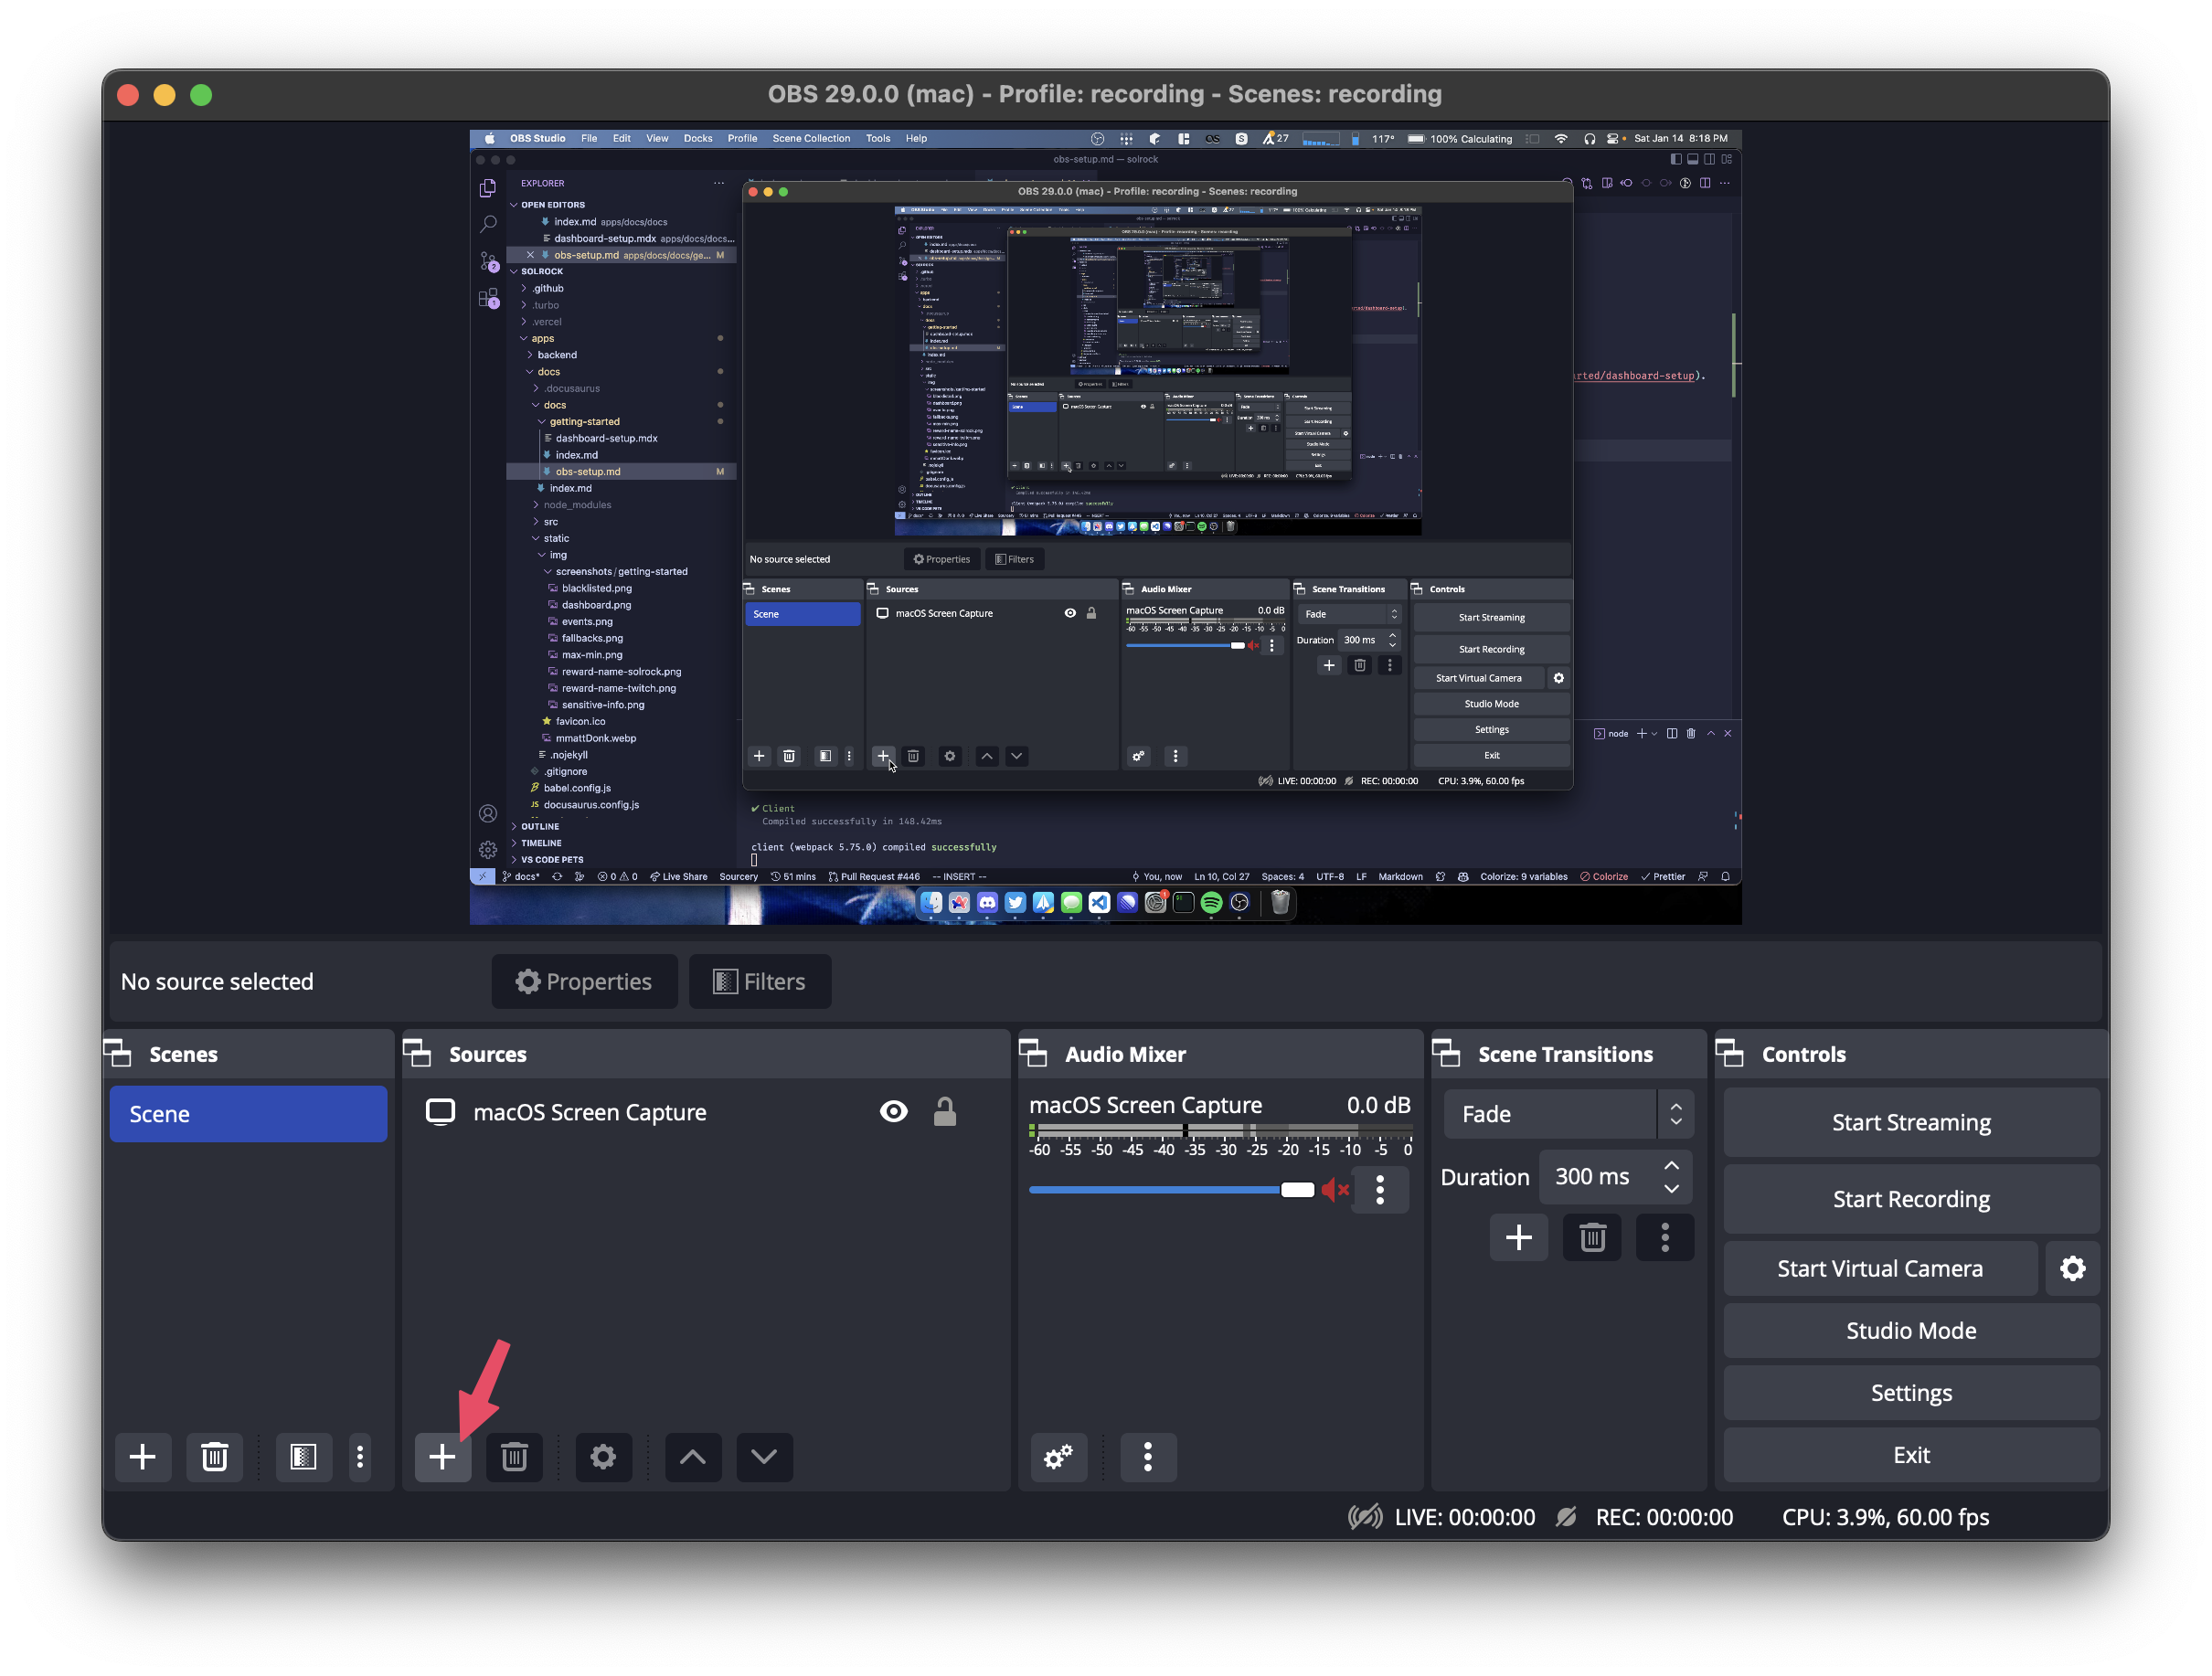 OBS 29.0.0 (mac) - Profile: recording - Scenes: recording
OBS Studio File Edit View Docks Profile Scene Collection Tools Help
27 117° 100% Calculating Sat Jan 14 8:18 PM
obs-setup.md — solrock
EXPLORER
OPEN EDITORS
index.md apps/docs/docs
dashboard-setup.mdx apps/docs/docs...
obs-setup.md apps/docs/docs/ge... M
SOLROCK
.github
.turbo
.vercel
apps
backend
docs
.docusaurus
docs
getting-started
dashboard-setup.mdx
index.md
obs-setup.md M
index.md
node_modules
src
static
img
screenshots/getting-started
blacklisted.png
dashboard.png
events.png
fallbacks.png
max-min.png
reward-name-solrock.png
reward-name-twitch.png
sensitive-info.png
favicon.ico
mmattDonk.webp
.nojekyll
.gitignore
babel.config.js
docusaurus.config.js
OUTLINE
TIMELINE
VS CODE PETS
OBS 29.0.0 (mac) - Profile: recording - Scenes: recording
/dashboard-setup).
No source selected Properties Filters
Scenes Sources Audio Mixer Scene Transitions Controls
Scene
macOS Screen Capture
macOS Screen Capture 0.0 dB
-60 -55 -50 -45 -40 -35 -30 -25 -20 -15 -10 -5 0
Fade
Duration 300 ms
Start Streaming
Start Recording
Start Virtual Camera
Studio Mode
Settings
Exit
LIVE: 00:00:00 REC: 00:00:00 CPU: 3.9%, 60.00 fps
node
Client
Compiled successfully in 148.42ms
client (webpack 5.75.0) compiled successfully
docs* 0 0 Live Share Sourcery 51 mins Pull Request #446 -- INSERT -- You, now Ln 10, Col 27 Spaces: 4 UTF-8 LF Markdown Colorize: 9 variables Colorize Prettier
No source selected Properties Filters
Scenes
Scene
Sources
macOS Screen Capture
Audio Mixer
macOS Screen Capture 0.0 dB
-60 -55 -50 -45 -40 -35 -30 -25 -20 -15 -10 -5 0
Scene Transitions
Fade
Duration 300 ms
Controls
Start Streaming
Start Recording
Start Virtual Camera
Studio Mode
Settings
Exit
LIVE: 00:00:00 REC: 00:00:00 CPU: 3.9%, 60.00 fps